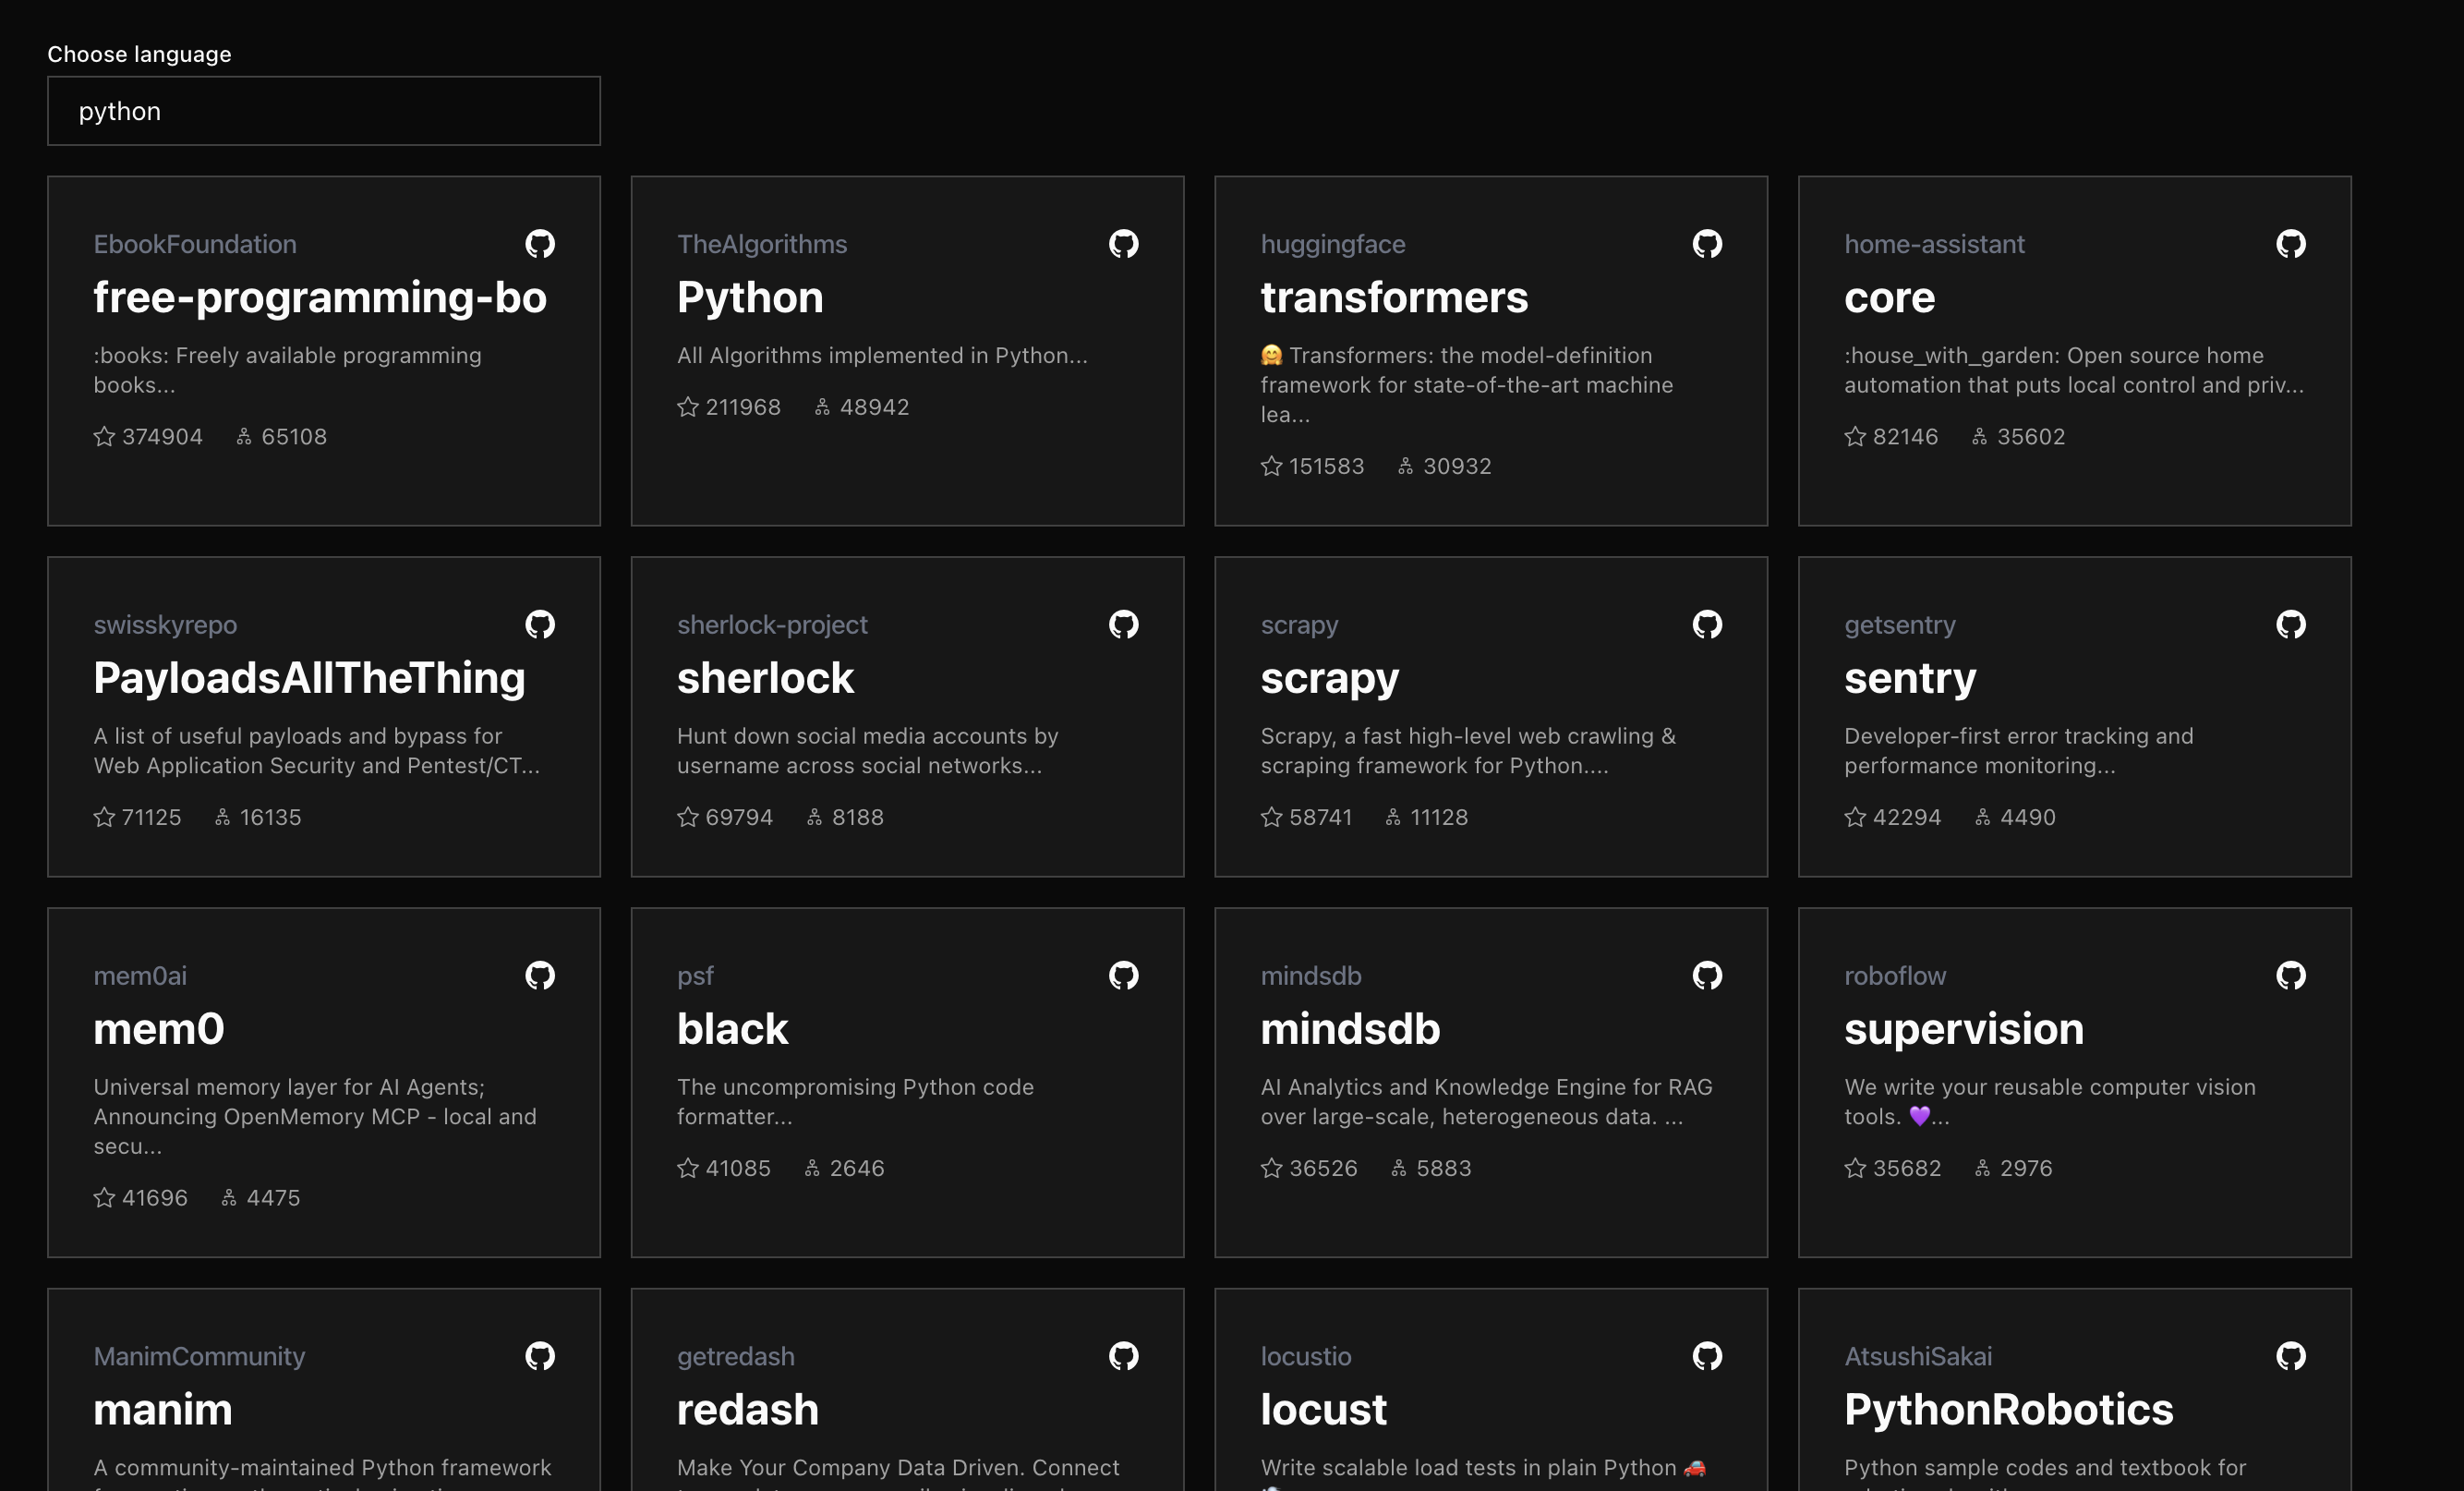 Choose language
python
EbookFoundation
free-programming-bo
:books: Freely available programming
books...
374904 65108
TheAlgorithms
Python
All Algorithms implemented in Python...
211968 48942
huggingface
transformers
🤗 Transformers: the model-definition
framework for state-of-the-art machine
lea...
151583 30932
home-assistant
core
:house_with_garden: Open source home
automation that puts local control and priv...
82146 35602
swisskyrepo
PayloadsAllTheThing
A list of useful payloads and bypass for
Web Application Security and Pentest/CT...
71125 16135
sherlock-project
sherlock
Hunt down social media accounts by
username across social networks...
69794 8188
scrapy
scrapy
Scrapy, a fast high-level web crawling &
scraping framework for Python....
58741 11128
getsentry
sentry
Developer-first error tracking and
performance monitoring...
42294 4490
mem0ai
mem0
Universal memory layer for AI Agents;
Announcing OpenMemory MCP - local and
secu...
41696 4475
psf
black
The uncompromising Python code
formatter...
41085 2646
mindsdb
mindsdb
AI Analytics and Knowledge Engine for RAG
over large-scale, heterogeneous data. ...
36526 5883
roboflow
supervision
We write your reusable computer vision
tools. 💜...
35682 2976
ManimCommunity
manim
A community-maintained Python framework
getredash
redash
Make Your Company Data Driven. Connect
locustio
locust
Write scalable load tests in plain Python 🚗
AtsushiSakai
PythonRobotics
Python sample codes and textbook for